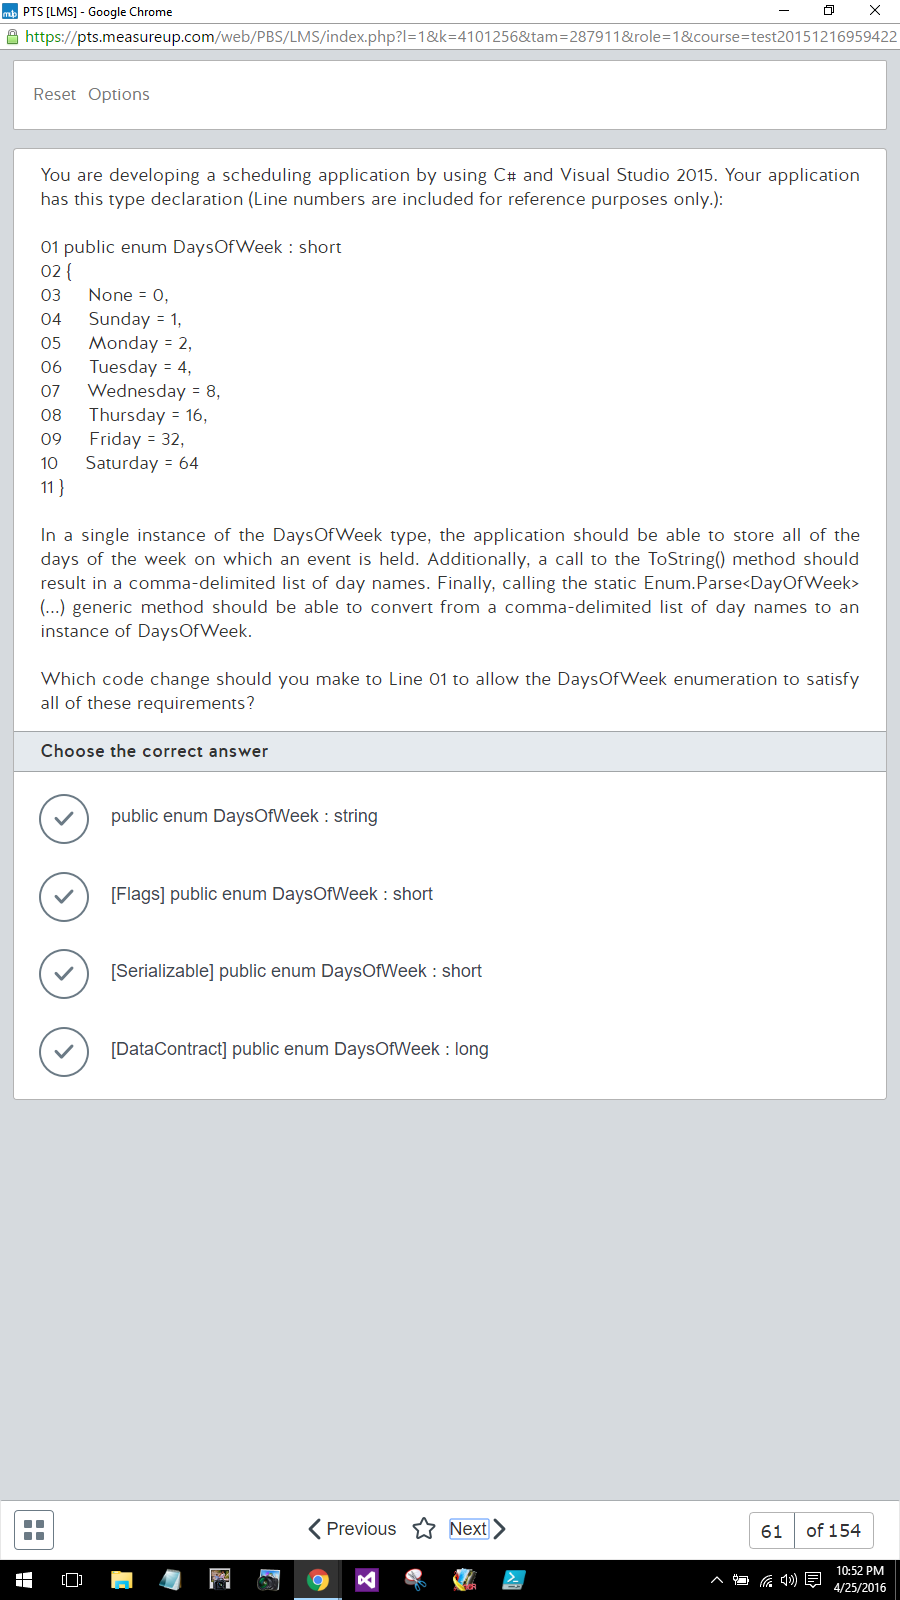 PTS [LMS] - Google Chrome
https://pts.measureup.com/web/PBS/LMS/index.php?l=1&k=4101256&tam=287911&role=1&course=test20151216959422
Reset Options
You are developing a scheduling application by using C# and Visual Studio 2015. Your application
has this type declaration (Line numbers are included for reference purposes only.):
01 public enum DaysOfWeek : short
02 {
03 None = 0,
04 Sunday = 1,
05 Monday = 2,
06 Tuesday = 4,
07 Wednesday = 8,
08 Thursday = 16,
09 Friday = 32,
10 Saturday = 64
11 }
In a single instance of the DaysOfWeek type, the application should be able to store all of the
days of the week on which an event is held. Additionally, a call to the ToString() method should
result in a comma-delimited list of day names. Finally, calling the static Enum.Parse<DayOfWeek>
(...) generic method should be able to convert from a comma-delimited list of day names to an
instance of DaysOfWeek.
Which code change should you make to Line 01 to allow the DaysOfWeek enumeration to satisfy
all of these requirements?
Choose the correct answer
public enum DaysOfWeek : string
[Flags] public enum DaysOfWeek : short
[Serializable] public enum DaysOfWeek : short
[DataContract] public enum DaysOfWeek : long
Previous Next 61 of 154
10:52 PM
4/25/2016